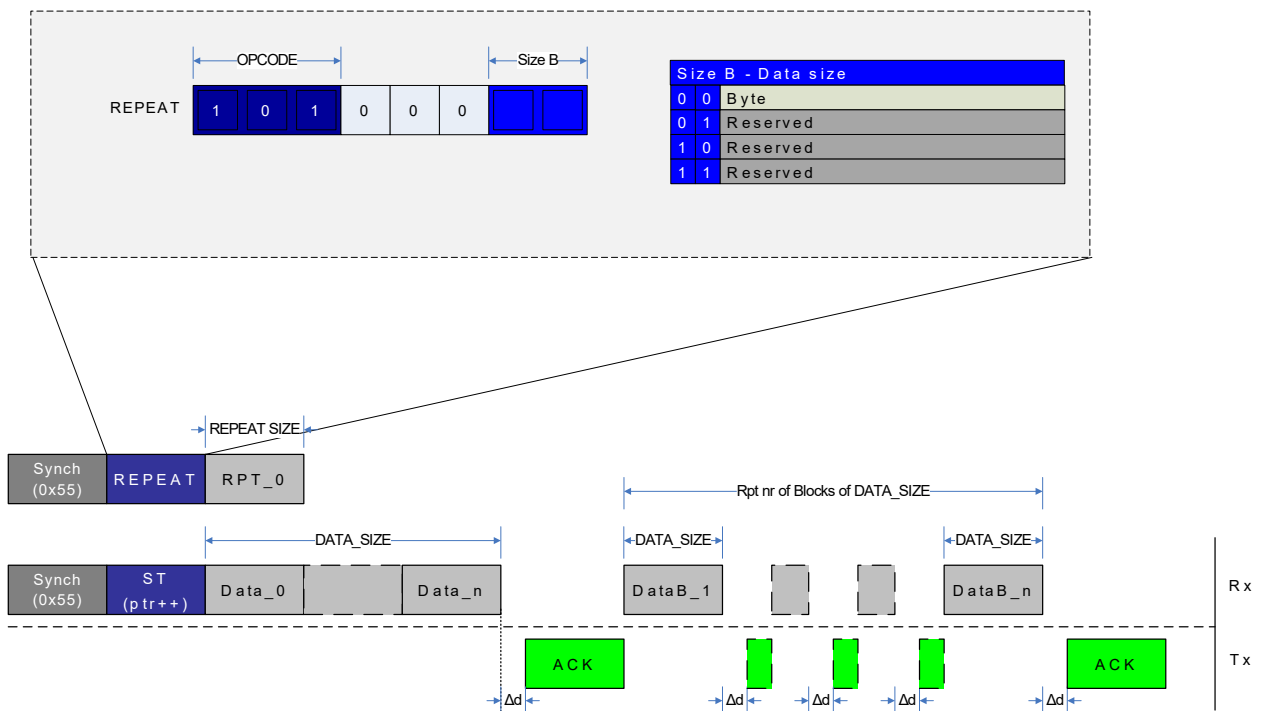 OPCODE
Size B
REPEAT 1 0 1 0 0 0
Size B - Data size
0 0 Byte
0 1 Reserved
1 0 Reserved
1 1 Reserved
REPEAT SIZE
Synch
(0x55)
REPEAT
RPT_0
Rpt nr of Blocks of DATA_SIZE
DATA_SIZE
DATA_SIZE
DATA_SIZE
Synch
(0x55)
ST
(ptr++)
Data_0
Data_n
DataB_1
DataB_n
Rx
ACK
ACK
Tx
Δd
Δd
Δd
Δd
Δd